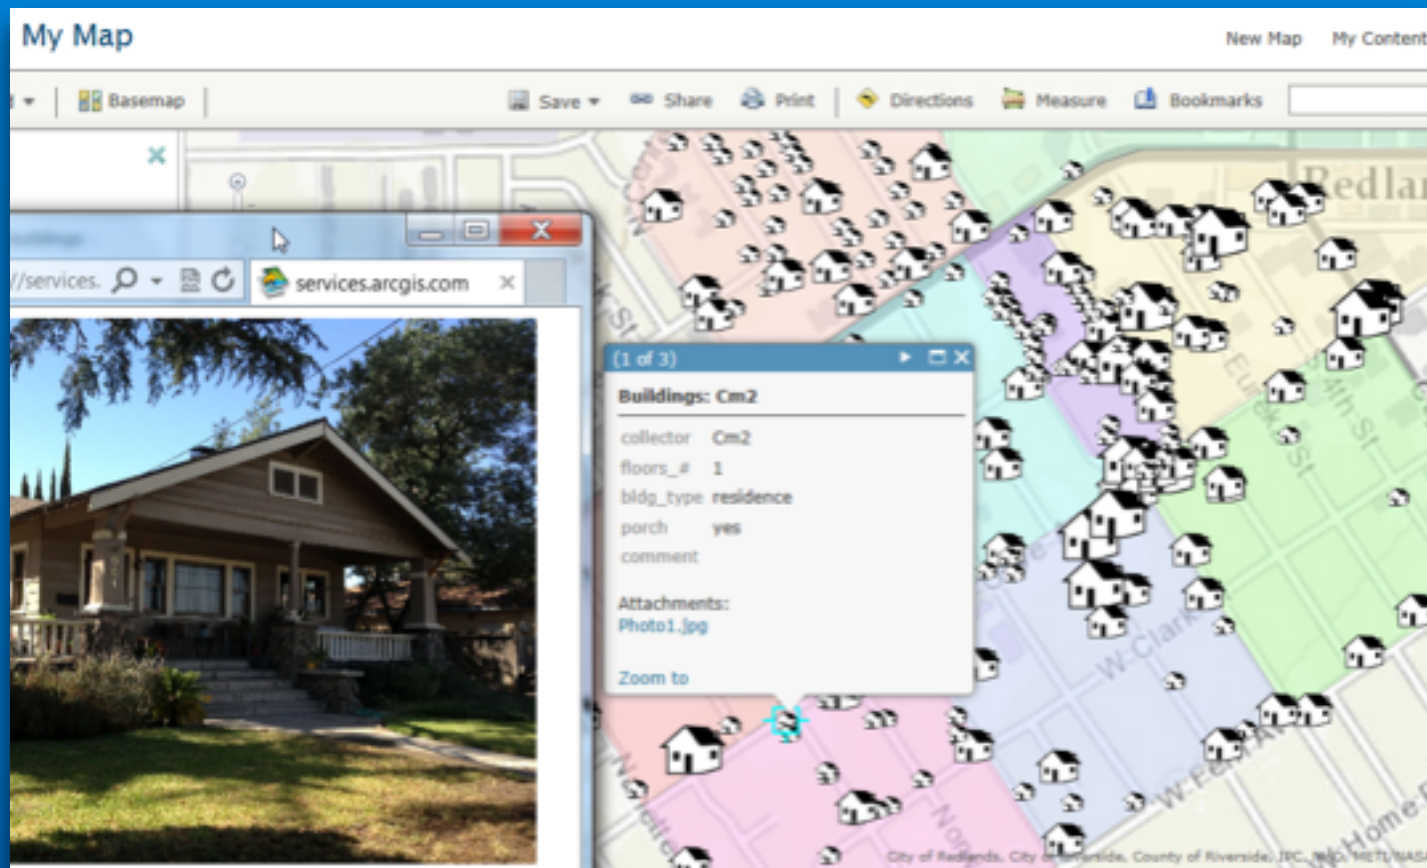 My Map
New Map My Content
Basemap Save Share Print Directions Measure Bookmarks
Redlan
//services.
services.arcgis.com
(1 of 3)
Buildings: Cm2
collector Cm2
floors_# 1
bldg_type residence
porch yes
comment
Attachments:
Photo1.jpg
Zoom to
Eureka St
S 4th St
W Clark
W Fern Av
Home
City of Redlands, City of Riverside, County of Riverside,